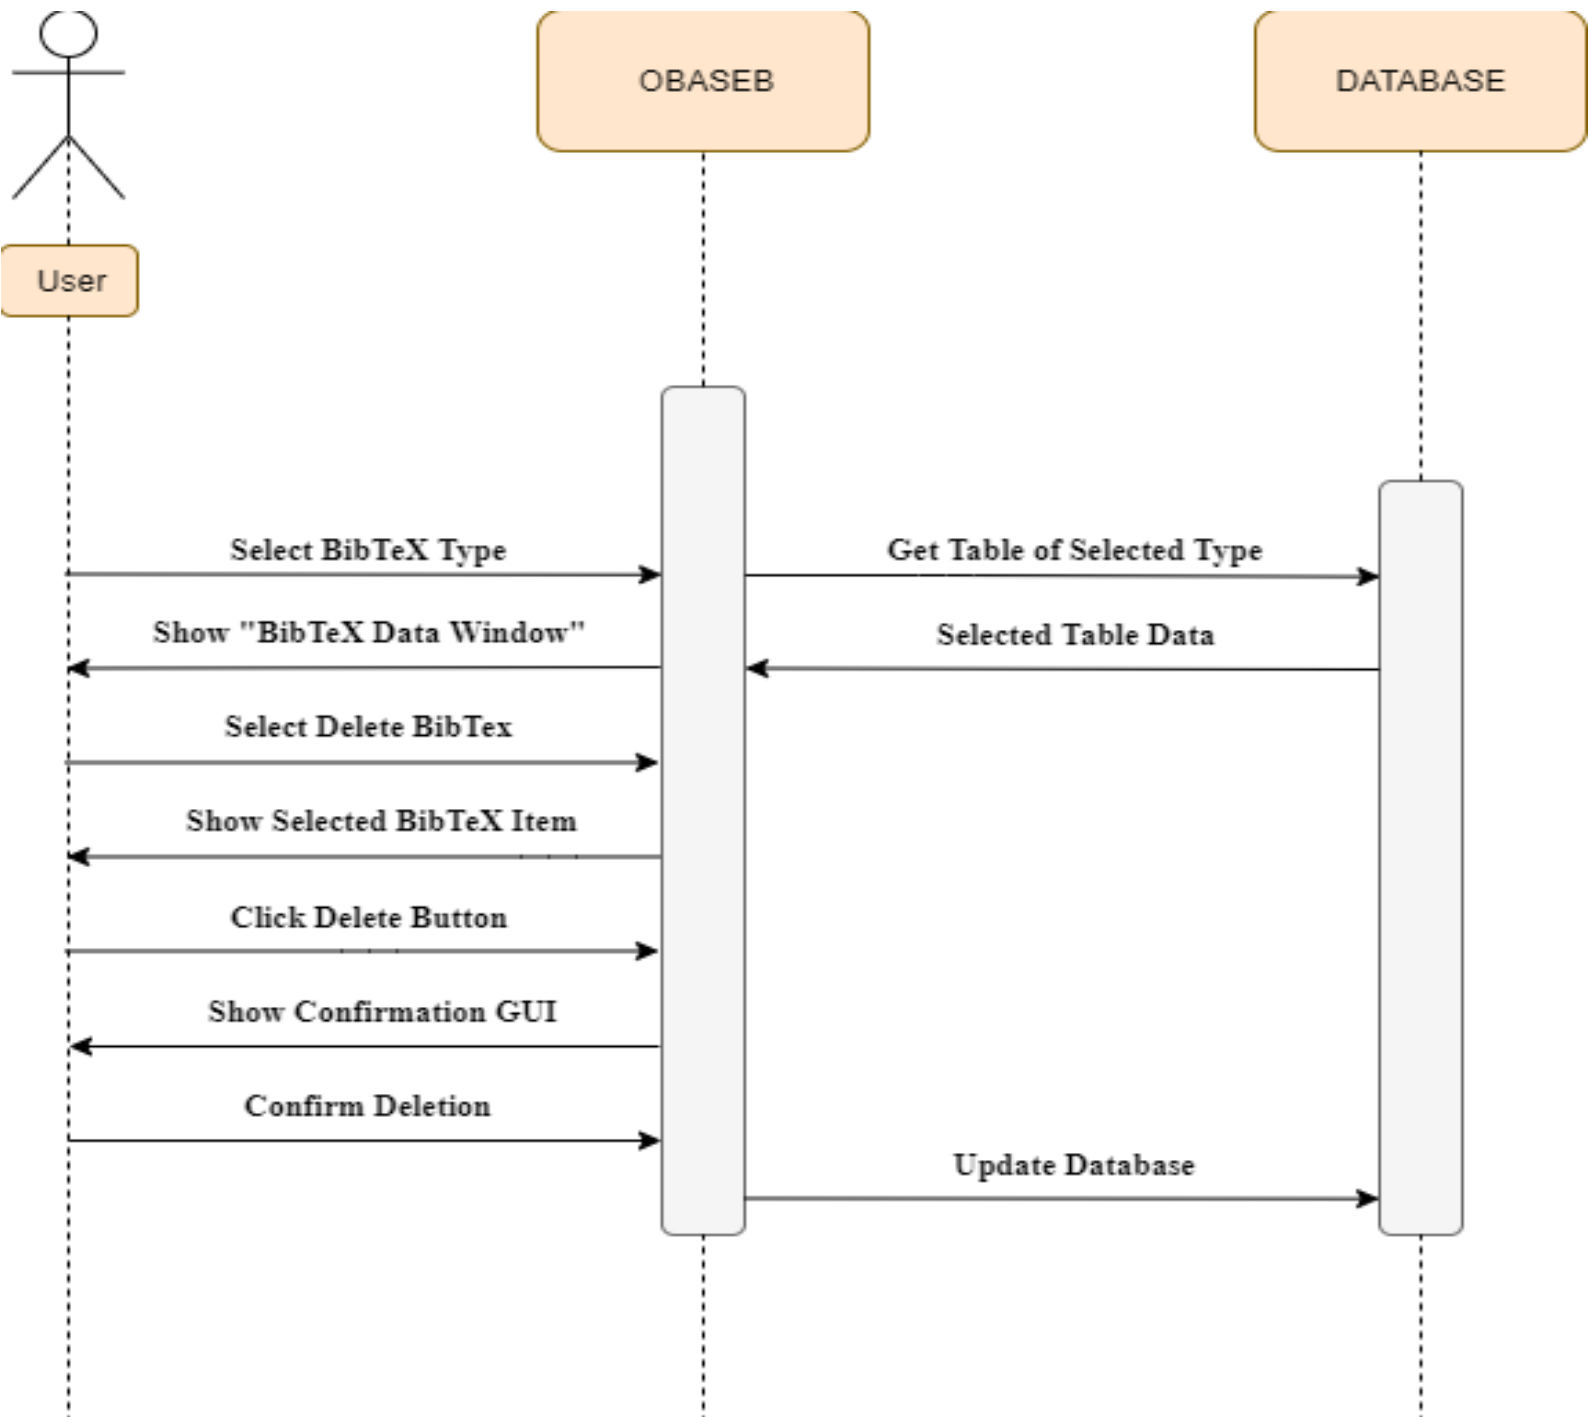 OBASEB
DATABASE
User
Select BibTeX Type
Get Table of Selected Type
Show "BibTeX Data Window"
Selected Table Data
Select Delete BibTex
Show Selected BibTeX Item
Click Delete Button
Show Confirmation GUI
Confirm Deletion
Update Database